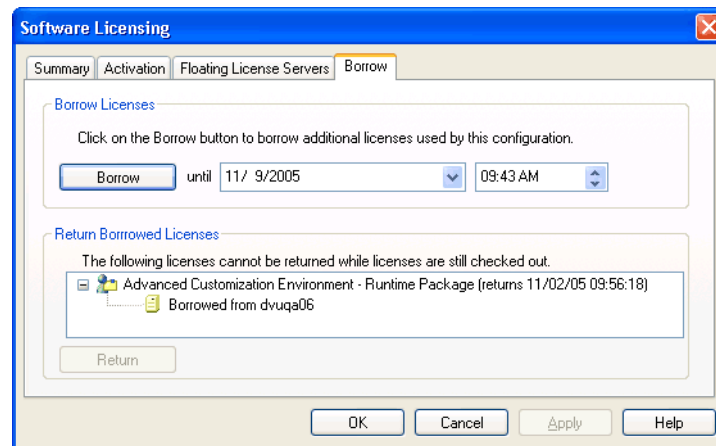 Software Licensing
Summary Activation Floating License Servers Borrow
Borrow Licenses
Click on the Borrow button to borrow additional licenses used by this configuration.
Borrow until 11/ 9/2005 09:43 AM
Return Borrrowed Licenses
The following licenses cannot be returned while licenses are still checked out.
Advanced Customization Environment - Runtime Package (returns 11/02/05 09:56:18)
Borrowed from dvuqa06
Return
OK Cancel Apply Help